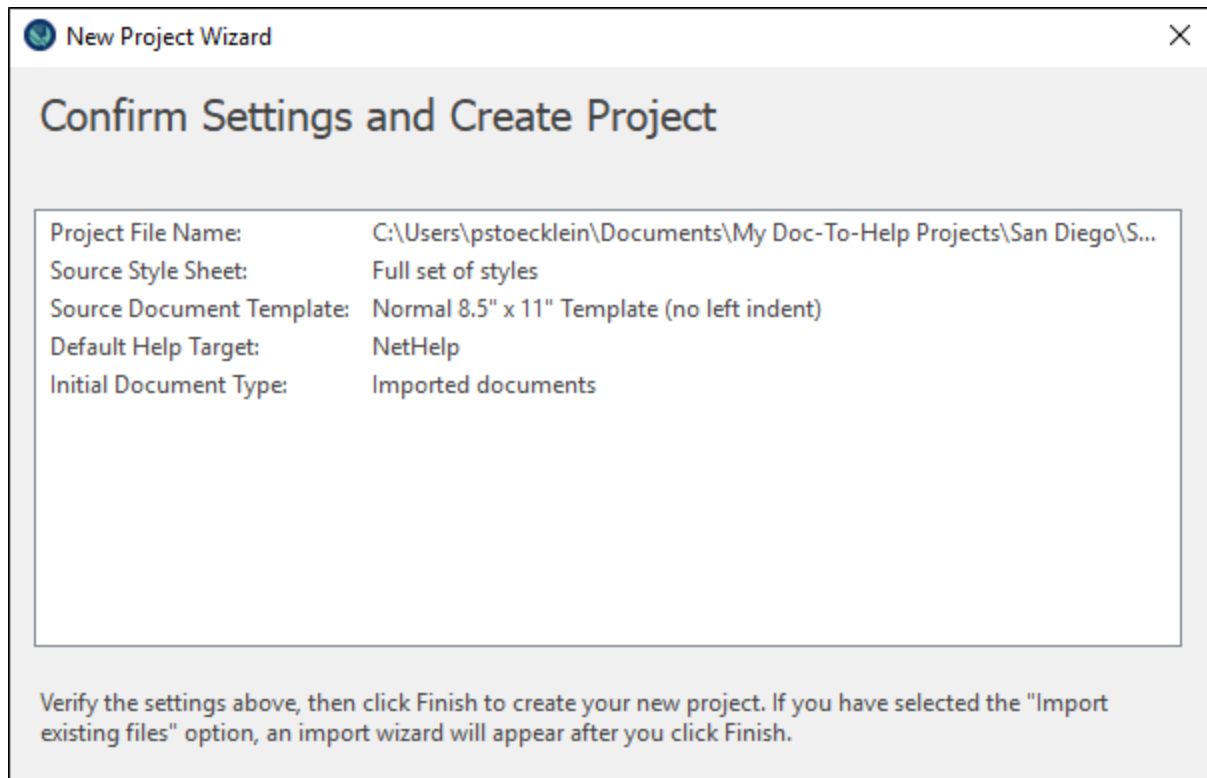 New Project Wizard
Confirm Settings and Create Project
Project File Name: C:\Users\pstoecklein\Documents\My Doc-To-Help Projects\San Diego\S...
Source Style Sheet: Full set of styles
Source Document Template: Normal 8.5" x 11" Template (no left indent)
Default Help Target: NetHelp
Initial Document Type: Imported documents
Verify the settings above, then click Finish to create your new project. If you have selected the "Import
existing files" option, an import wizard will appear after you click Finish.